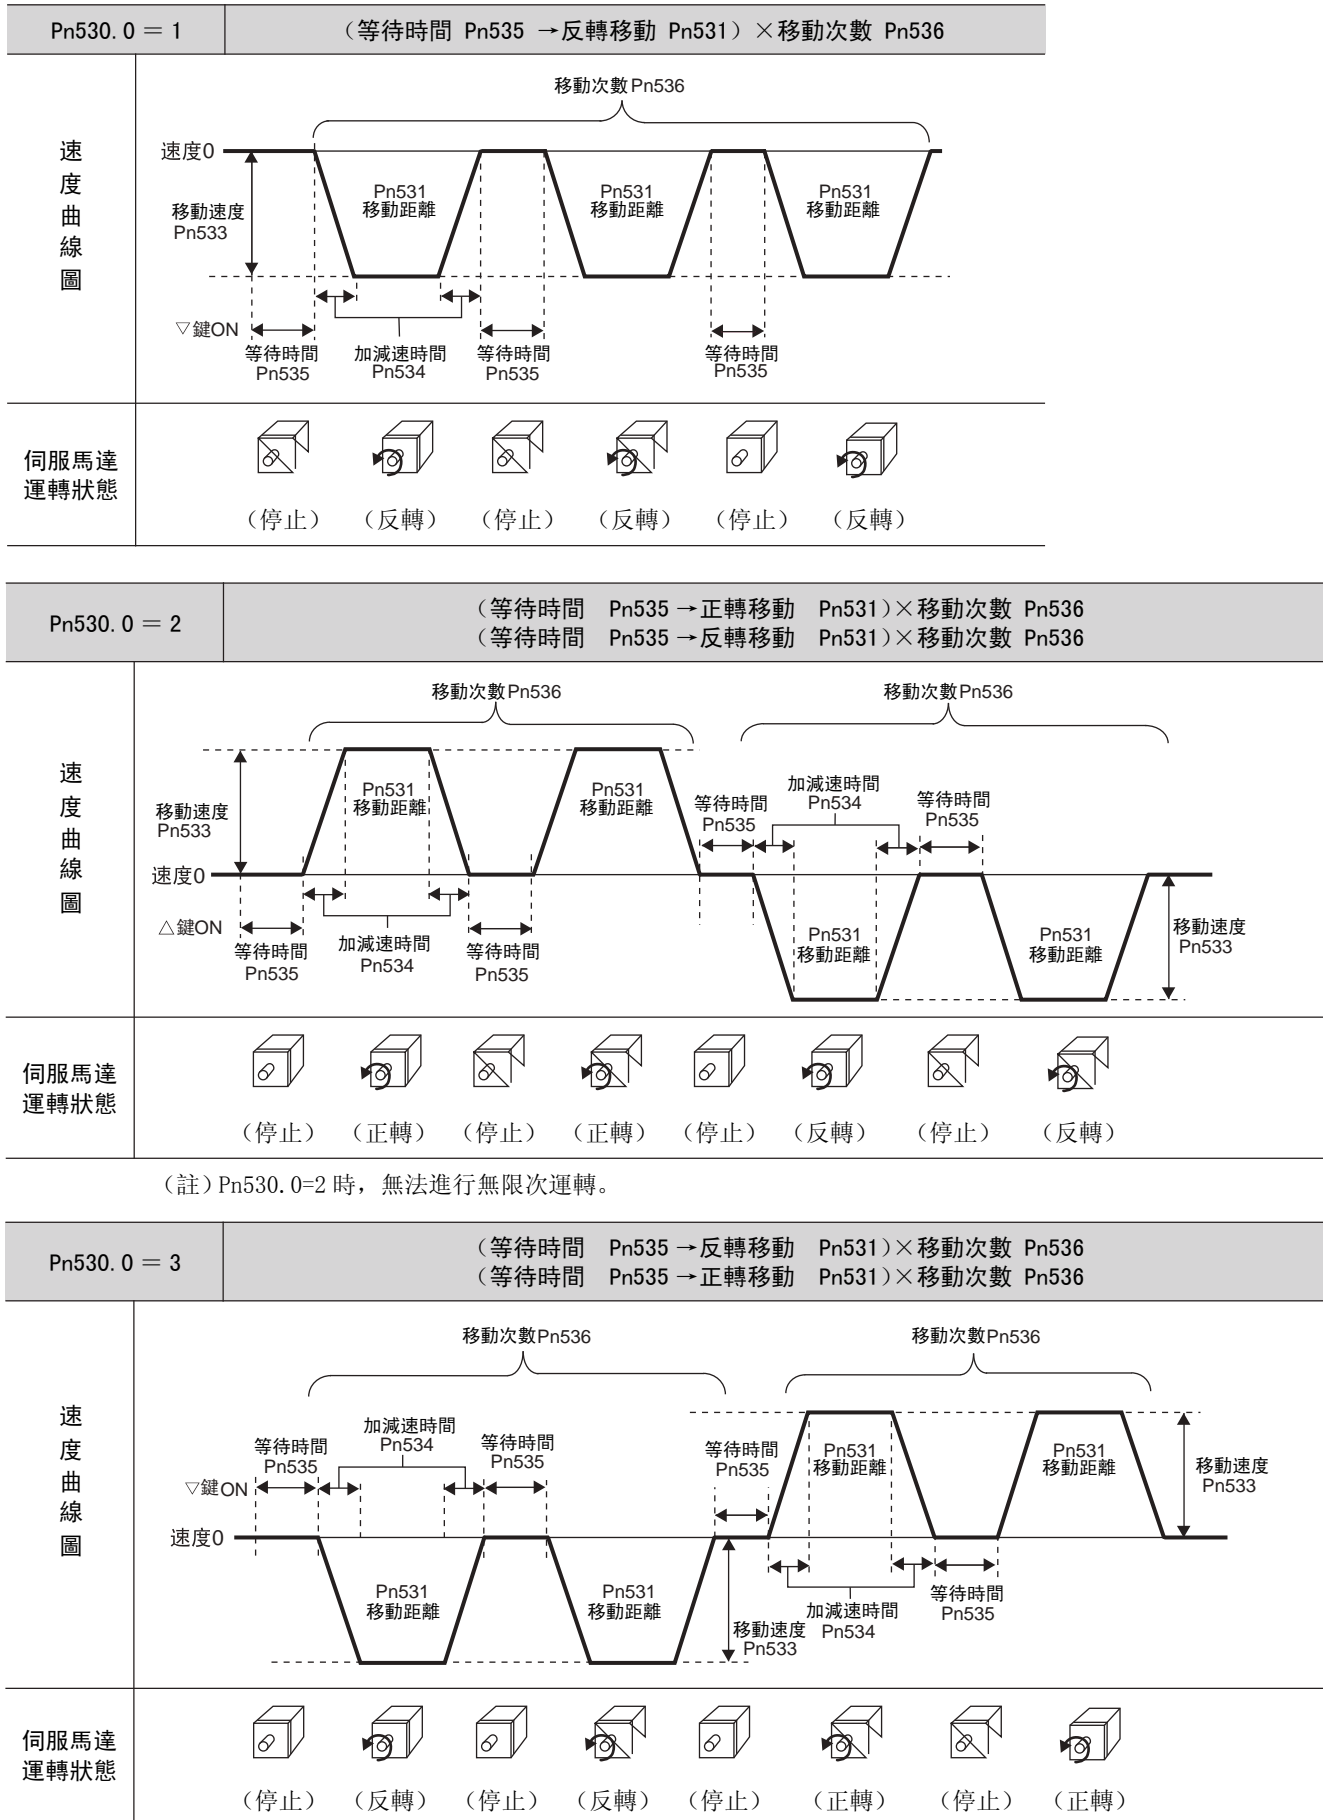 Pn530.0＝1
（等待時間 Pn535 →反轉移動 Pn531）×移動次數 Pn536
移動次數Pn536
速度曲線圖
速度0
移動速度
Pn533
Pn531
移動距離
Pn531
移動距離
Pn531
移動距離
▽鍵ON
等待時間
Pn535
加減速時間
Pn534
等待時間
Pn535
等待時間
Pn535
伺服馬達
運轉狀態
（停止）（反轉）（停止）（反轉）（停止）（反轉）
Pn530.0＝2
（等待時間 Pn535→正轉移動 Pn531）×移動次數 Pn536
（等待時間 Pn535→反轉移動 Pn531）×移動次數 Pn536
移動次數Pn536
移動次數Pn536
速度曲線圖
移動速度
Pn533
Pn531
移動距離
Pn531
移動距離
等待時間
Pn535
加減速時間
Pn534
等待時間
Pn535
速度0
△鍵ON
等待時間
Pn535
加減速時間
Pn534
等待時間
Pn535
Pn531
移動距離
Pn531
移動距離
移動速度
Pn533
伺服馬達
運轉狀態
（停止）（正轉）（停止）（正轉）（停止）（反轉）（停止）（反轉）
（註）Pn530.0=2 時，無法進行無限次運轉。
Pn530.0＝3
（等待時間 Pn535→反轉移動 Pn531）×移動次數 Pn536
（等待時間 Pn535→正轉移動 Pn531）×移動次數 Pn536
移動次數Pn536
移動次數Pn536
速度曲線圖
▽鍵ON
等待時間
Pn535
加減速時間
Pn534
等待時間
Pn535
等待時間
Pn535
Pn531
移動距離
Pn531
移動距離
移動速度
Pn533
速度0
Pn531
移動距離
Pn531
移動距離
移動速度
Pn533
加減速時間
Pn534
等待時間
Pn535
伺服馬達
運轉狀態
（停止）（反轉）（停止）（反轉）（停止）（正轉）（停止）（正轉）